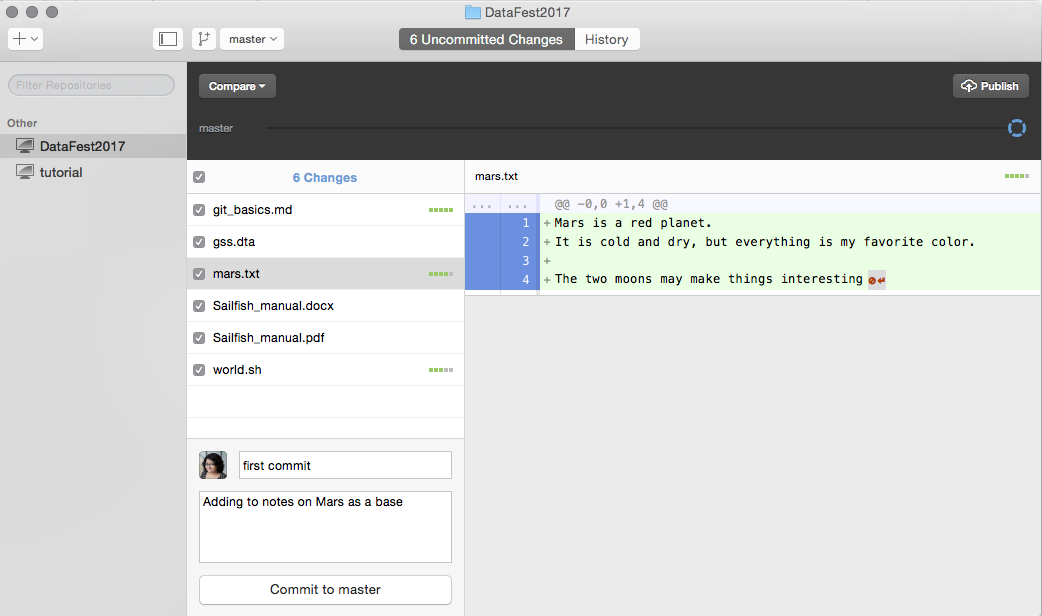 DataFest2017
master
6 Uncommitted Changes
History
Filter Repositories
Compare
Publish
master
Other
DataFest2017
tutorial
6 Changes
git_basics.md
gss.dta
mars.txt
Sailfish_manual.docx
Sailfish_manual.pdf
world.sh
first commit
Adding to notes on Mars as a base
Commit to master
mars.txt
... ... @@ -0,0 +1,4 @@
1 +Mars is a red planet.
2 +It is cold and dry, but everything is my favorite color.
3 +
4 +The two moons may make things interesting